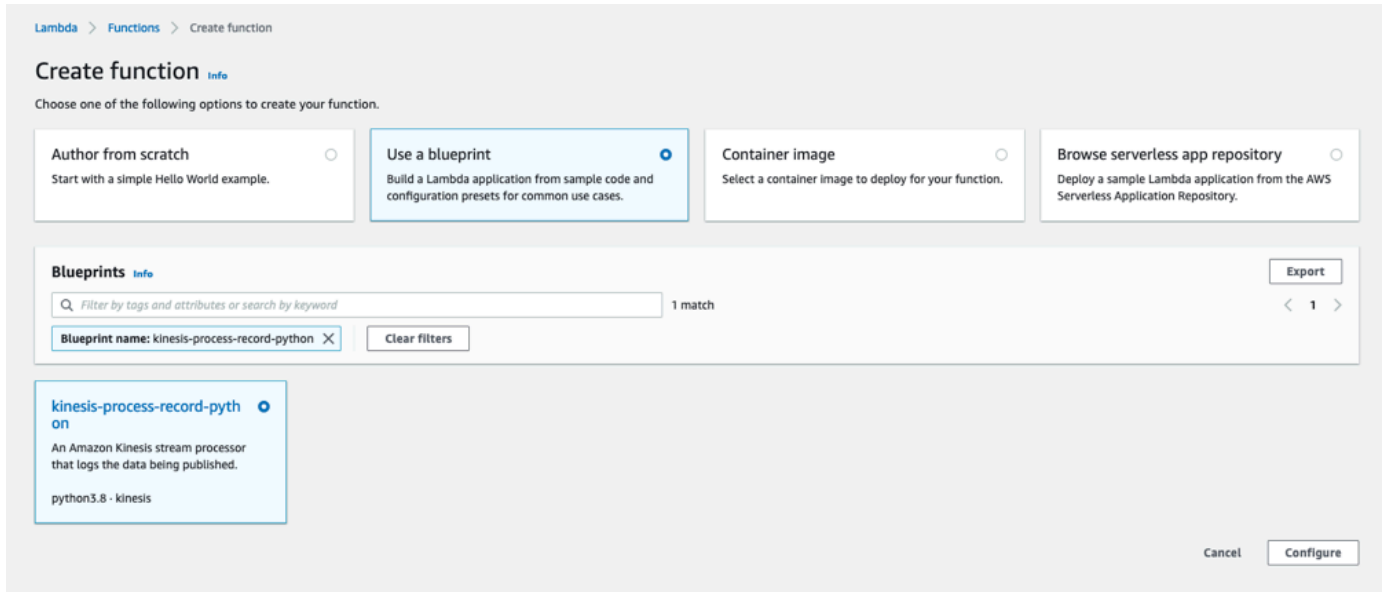 Lambda > Functions > Create function
Create function Info
Choose one of the following options to create your function.
Author from scratch
Start with a simple Hello World example.
Use a blueprint
Build a Lambda application from sample code and
configuration presets for common use cases.
Container image
Select a container image to deploy for your function.
Browse serverless app repository
Deploy a sample Lambda application from the AWS
Serverless Application Repository.
Blueprints Info
Export
Filter by tags and attributes or search by keyword
1 match
< 1 >
Blueprint name: kinesis-process-record-python X
Clear filters
kinesis-process-record-pyth
on
An Amazon Kinesis stream processor
that logs the data being published.
python3.8 · kinesis
Cancel
Configure